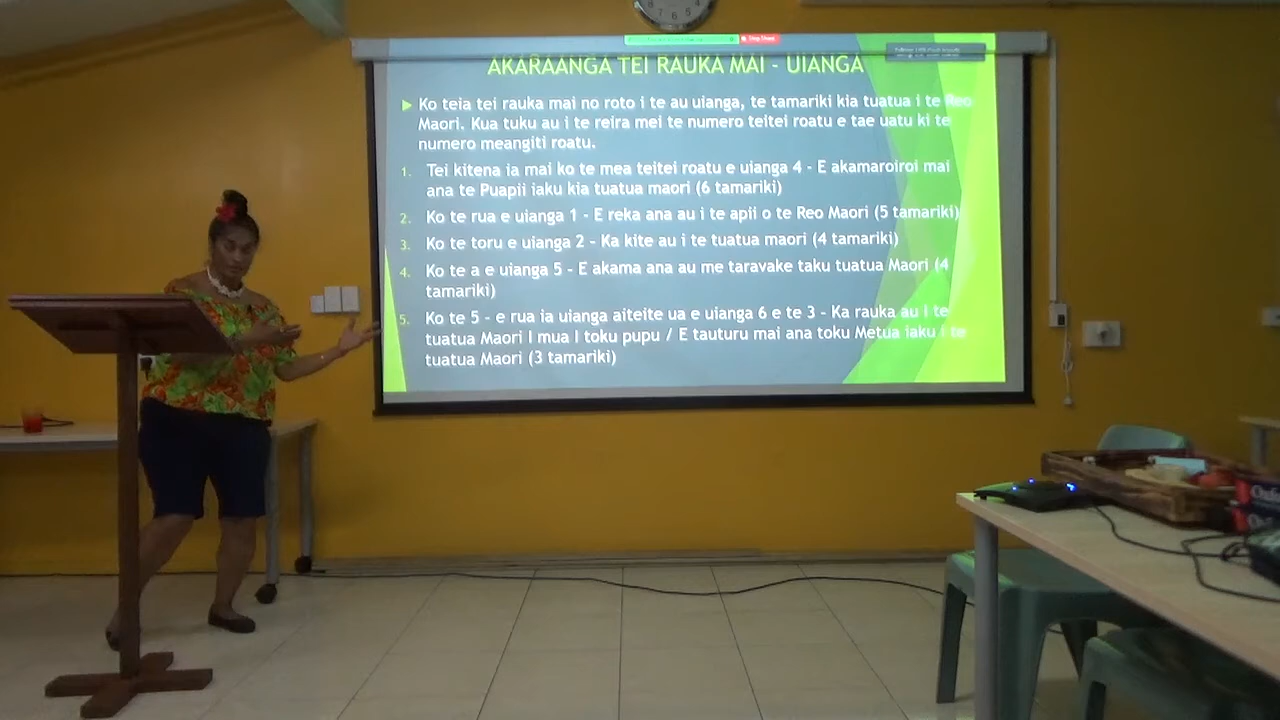 AKARAANGA TEI RAUKA MAI - UIANGA
Ko teia tei rauka mai no roto i te au uianga, te tamariki kia tuatua i te Reo
Maori. Kua tuku au i te reira mei te numero teitei roatu e tae uatu ki te
numero meangiti roatu.
1. Tei kitena ia mai ko te mea teitei roatu e uianga 4 - E akamaroiroi mai
ana te Puapii iaku kia tuatua maori (6 tamariki)
2. Ko te rua e uianga 1 - E reka ana au i te apii o te Reo Maori (5 tamariki)
3. Ko te toru e uianga 2 - Ka kite au i te tuatua maori (4 tamariki)
4. Ko te a e uianga 5 - E akama ana au me taravake taku tuatua Maori (4
tamariki)
5. Ko te 5 - e rua ia uianga aiteite ua e uianga 6 e te 3 - Ka rauka au i te
tuatua Maori I mua I toku pupu / E tauturu mai ana toku Metua iaku i te
tuatua Maori (3 tamariki)